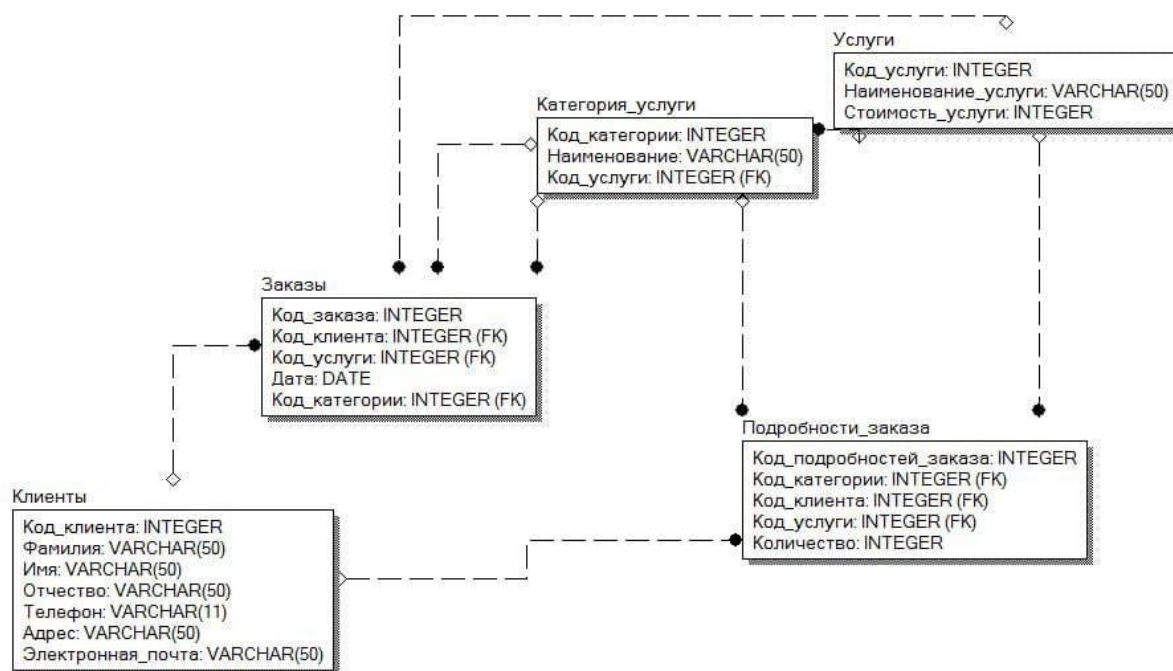 Услуги
Код_услуги: INTEGER
Наименование_услуги: VARCHAR(50)
Стоимость_услуги: INTEGER
Категория_услуги
Код_категории: INTEGER
Наименование: VARCHAR(50)
Код_услуги: INTEGER (FK)
Заказы
Код_заказа: INTEGER
Код_клиента: INTEGER (FK)
Код_услуги: INTEGER (FK)
Дата: DATE
Код_категории: INTEGER (FK)
Подробности_заказа
Код_подробностей_заказа: INTEGER
Код_категории: INTEGER (FK)
Код_клиента: INTEGER (FK)
Код_услуги: INTEGER (FK)
Количество: INTEGER
Клиенты
Код_клиента: INTEGER
Фамилия: VARCHAR(50)
Имя: VARCHAR(50)
Отчество: VARCHAR(50)
Телефон: VARCHAR(11)
Адрес: VARCHAR(50)
Электронная_почта: VARCHAR(50)